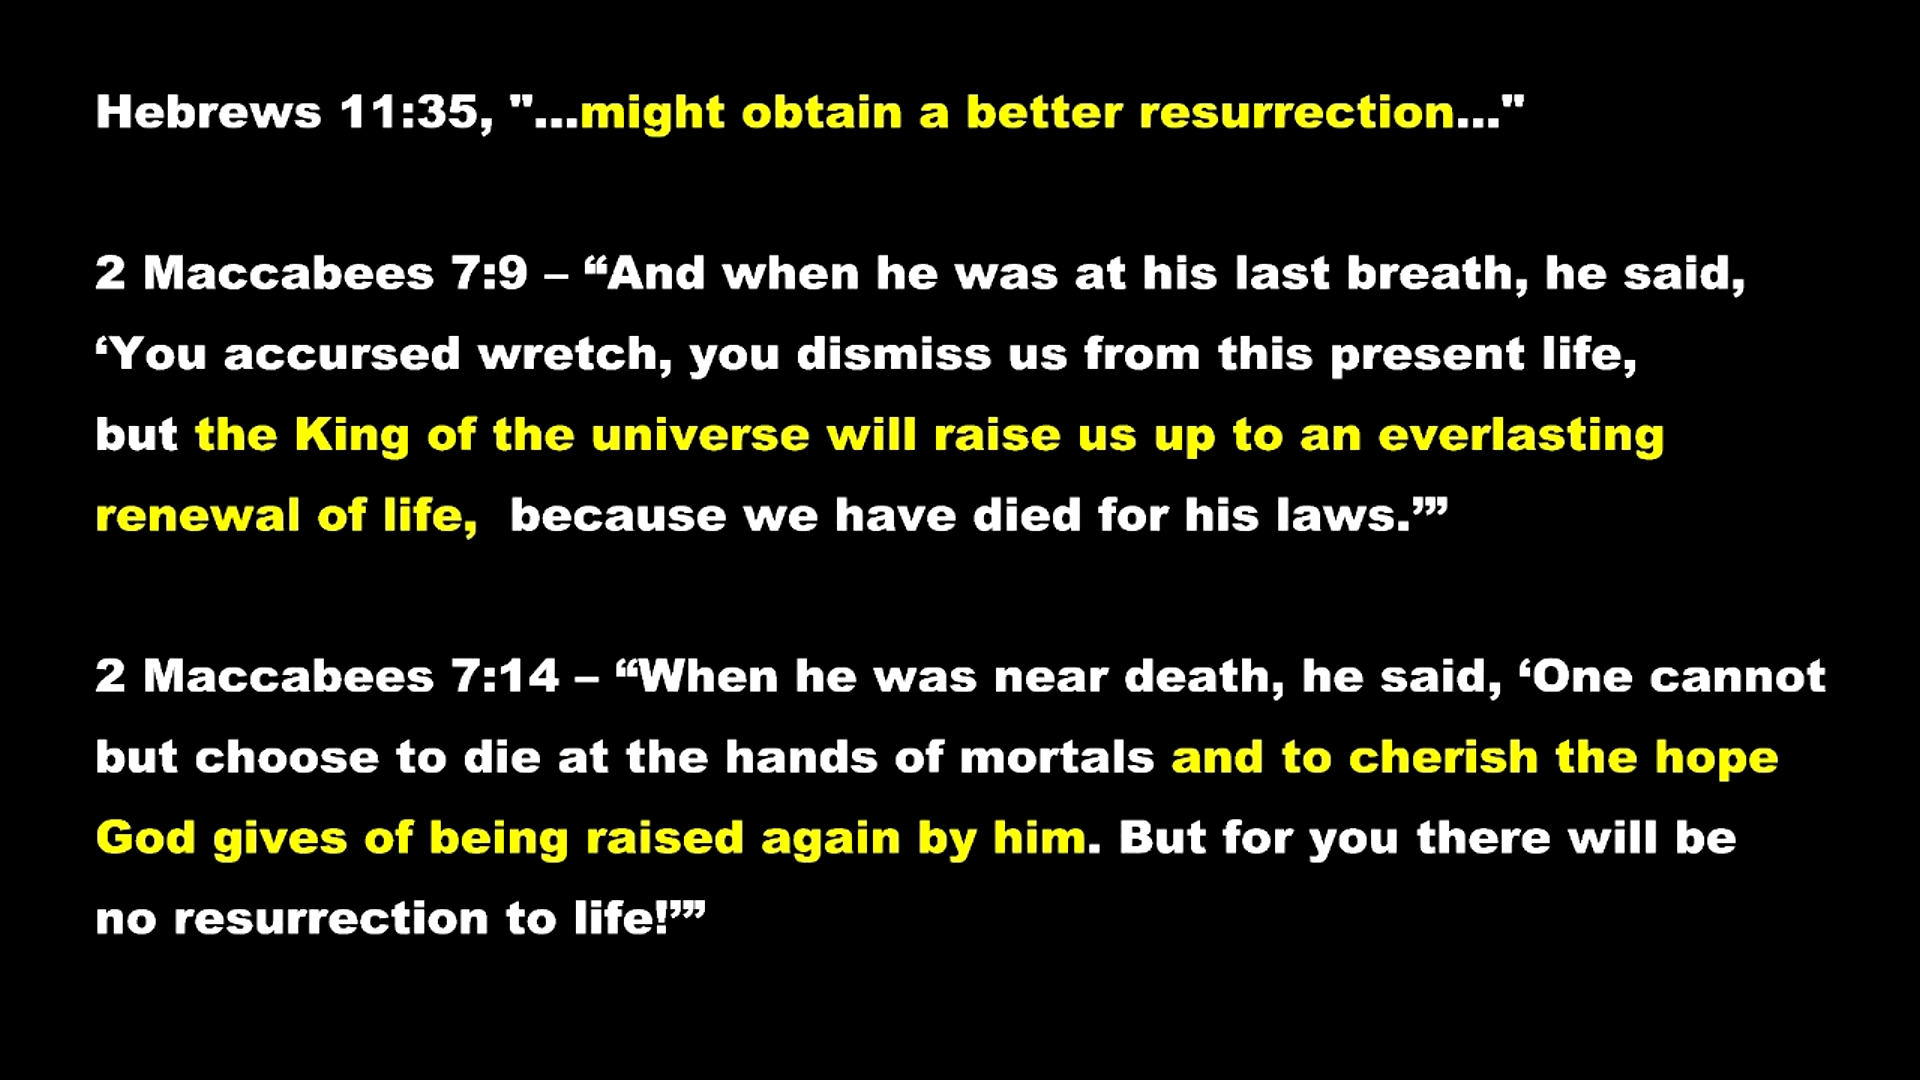 Hebrews 11:35, "...might obtain a better resurrection..."
2 Maccabees 7:9 – “And when he was at his last breath, he said,
‘You accursed wretch, you dismiss us from this present life,
but the King of the universe will raise us up to an everlasting
renewal of life,  because we have died for his laws.’”
2 Maccabees 7:14 – “When he was near death, he said, ‘One cannot
but choose to die at the hands of mortals and to cherish the hope
God gives of being raised again by him. But for you there will be
no resurrection to life!’”